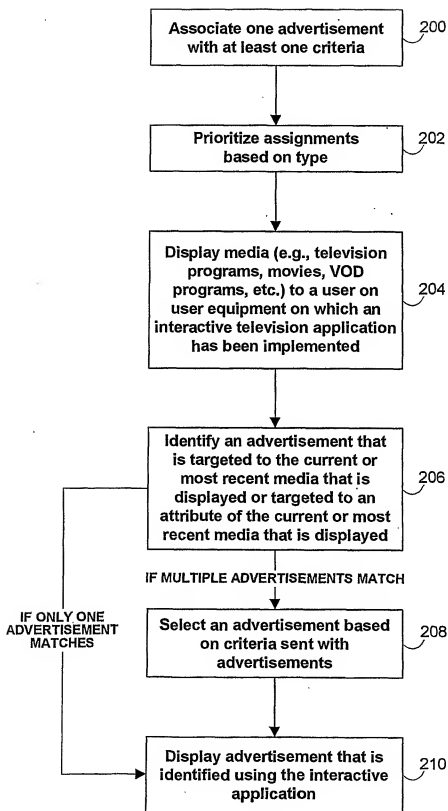 Associate one advertisement
with at least one criteria
200
Prioritize assignments
based on type
202
Display media (e.g., television
programs, movies, VOD
programs, etc.) to a user on
user equipment on which an
interactive television application
has been implemented
204
Identify an advertisement that
is targeted to the current or
most recent media that is
displayed or targeted to an
attribute of the current or most
recent media that is displayed
206
IF MULTIPLE ADVERTISEMENTS MATCH
IF ONLY ONE
ADVERTISEMENT
MATCHES
Select an advertisement based
on criteria sent with
advertisements
208
Display advertisement that is
identified using the interactive
application
210